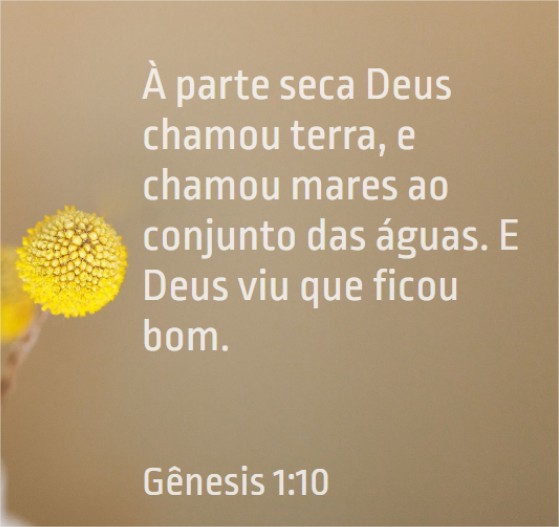 À parte seca Deus
chamou terra, e
chamou mares ao
conjunto das águas. E
Deus viu que ficou
bom.
Gênesis 1:10